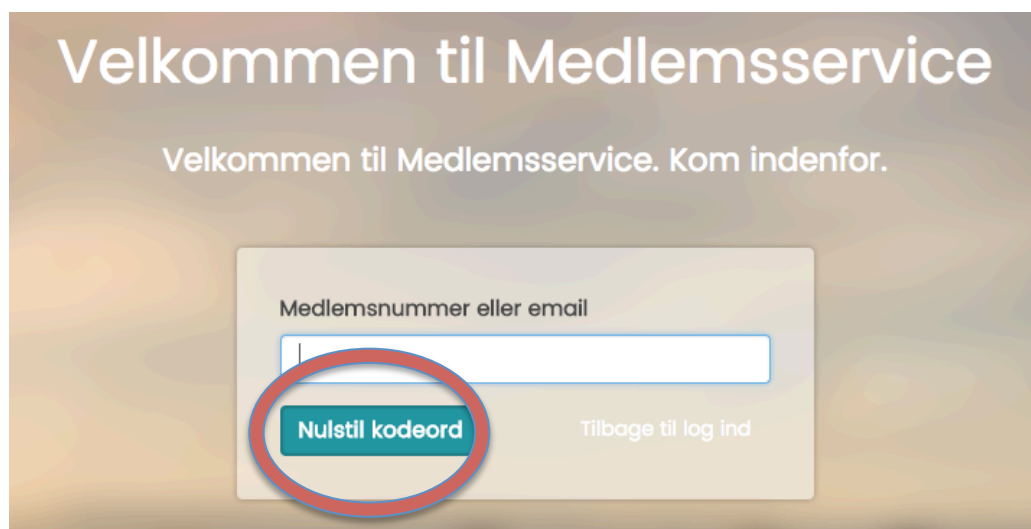 Velkommen til Medlemsservice
Velkommen til Medlemsservice. Kom indenfor.
Medlemsnummer eller email
Nulstil kodeord
Tilbage til log ind